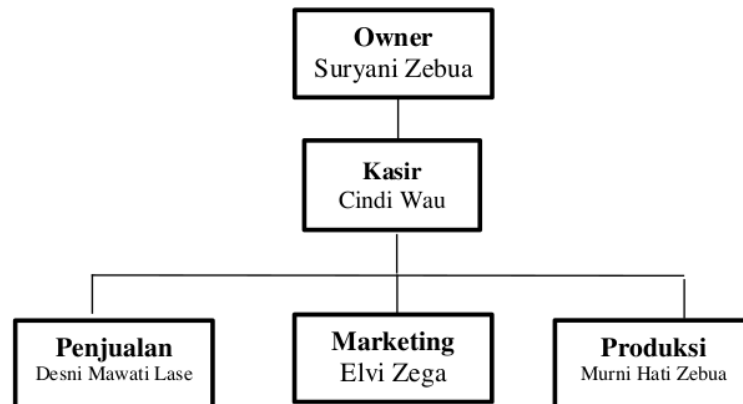 Owner
Suryani Zebua
Kasir
Cindi Wau
Penjualan
Desni Mawati Lase
Marketing
Elvi Zega
Produksi
Murni Hati Zebua